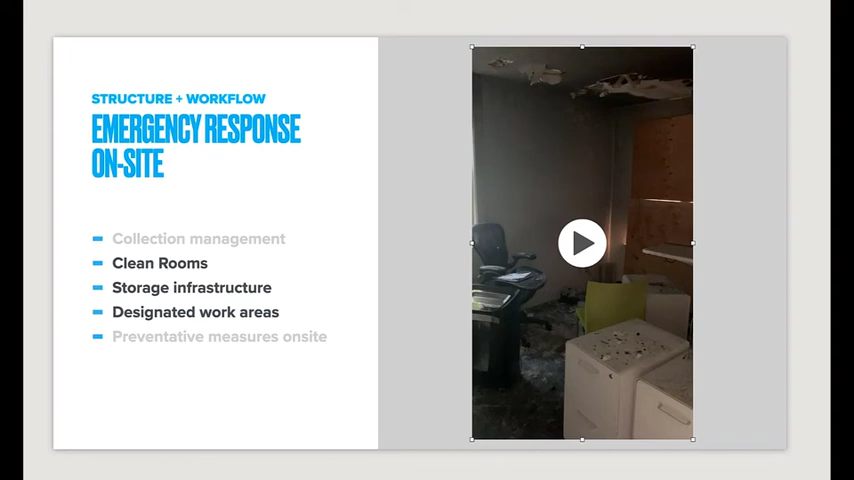 STRUCTURE + WORKFLOW
EMERGENCY RESPONSE
ON-SITE
Collection management
Clean Rooms
Storage infrastructure
Designated work areas
Preventative measures onsite